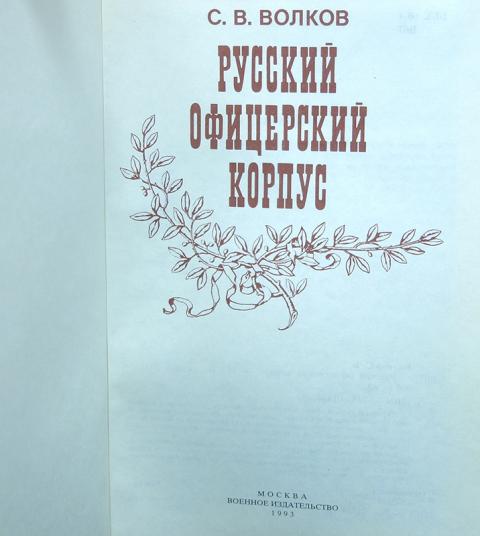 С. В. ВОЛКОВ
РУССКИЙ
ОФИЦЕРСКИЙ
КОРПУС
МОСКВА
ВОЕННОЕ ИЗДАТЕЛЬСТВО
1993